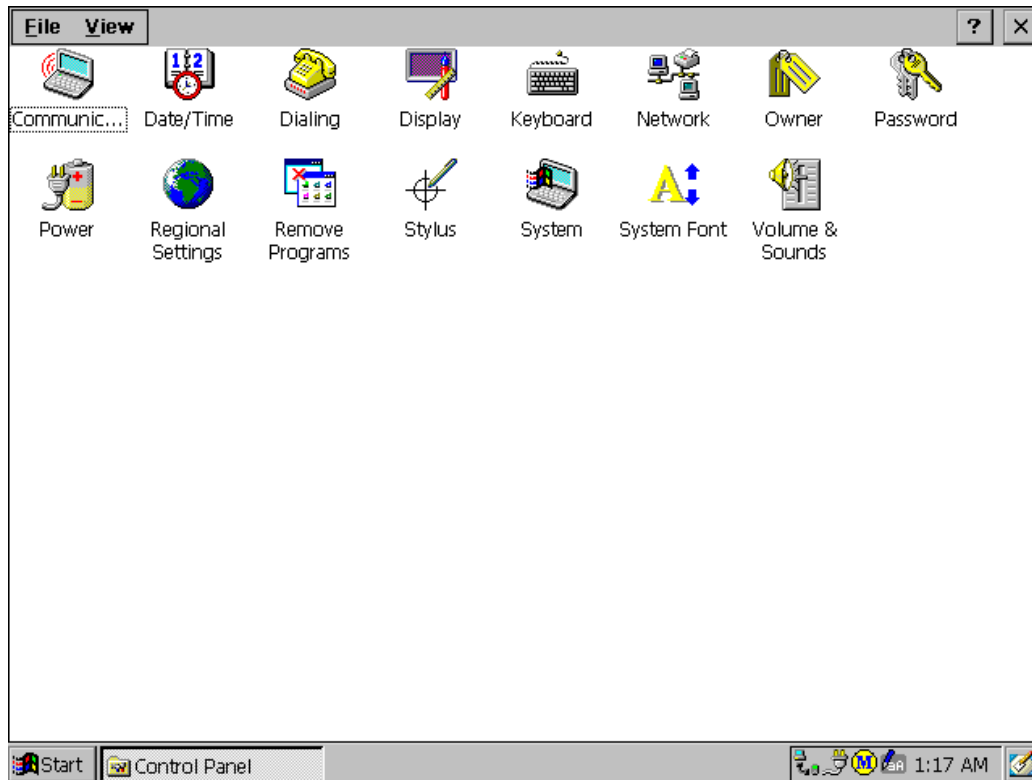 File View ?
Communic... Date/Time Dialing Display Keyboard Network Owner Password
Power Regional Settings Remove Programs Stylus System System Font Volume & Sounds
Start Control Panel M 1:17 AM